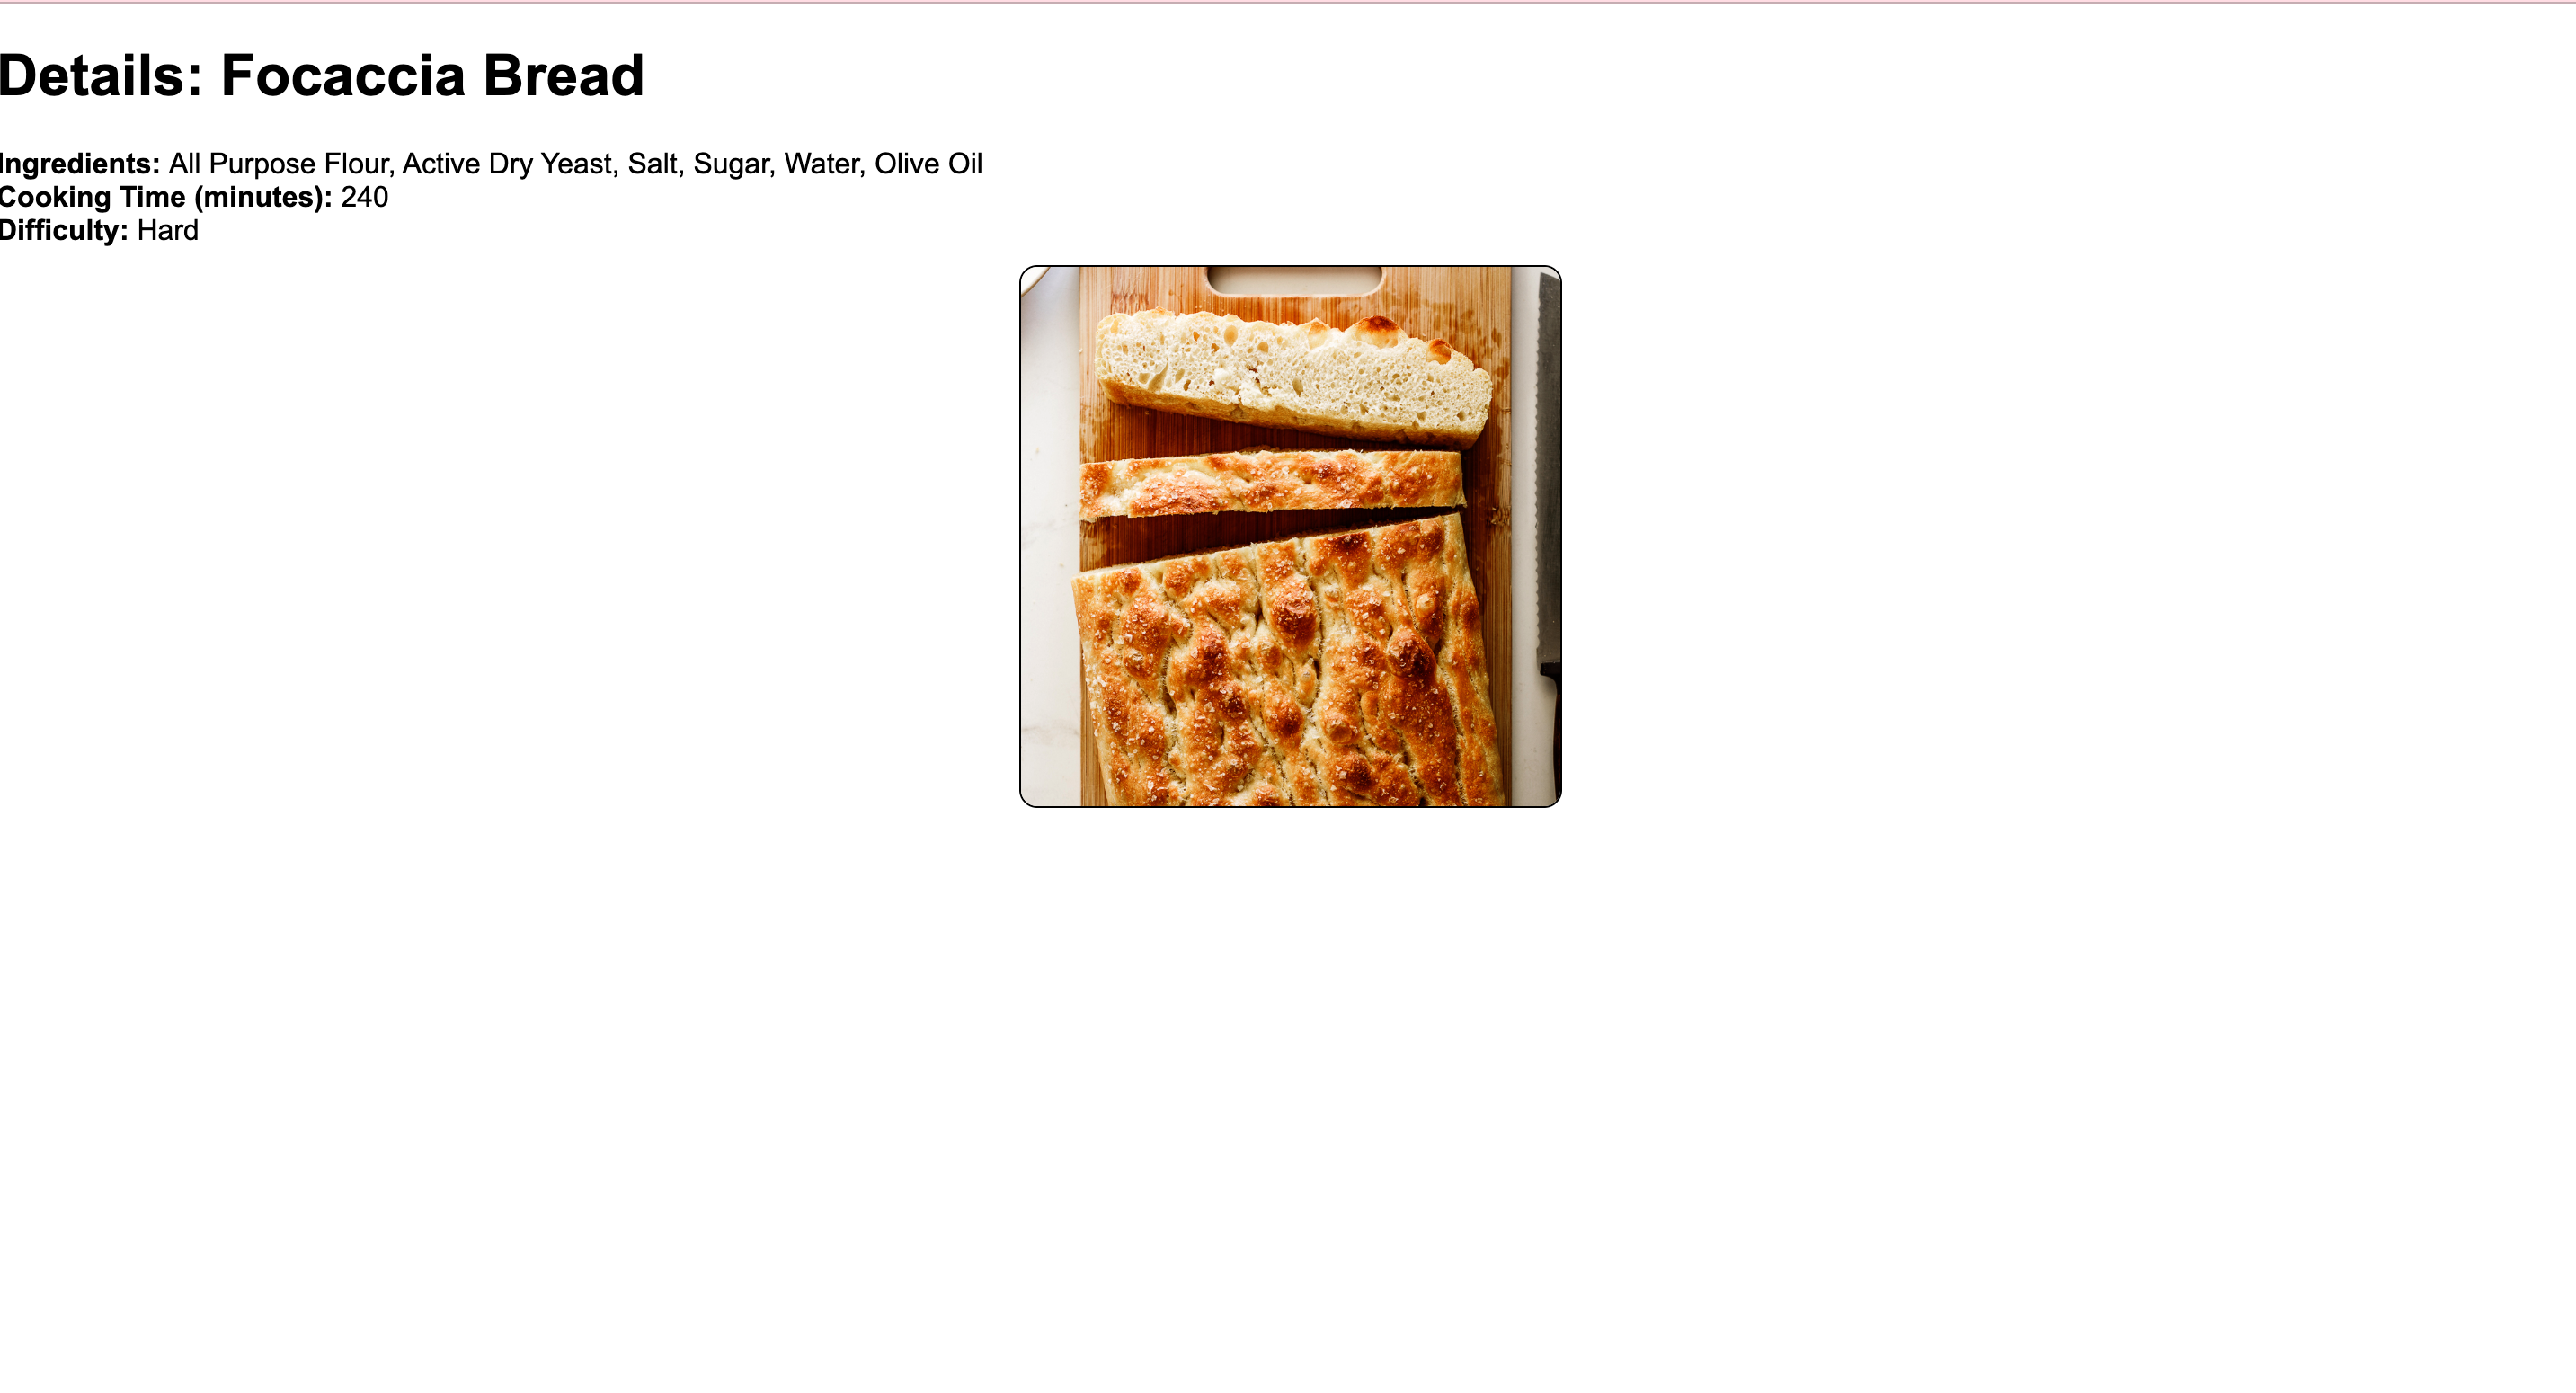 Details: Focaccia Bread
Ingredients: All Purpose Flour, Active Dry Yeast, Salt, Sugar, Water, Olive Oil
Cooking Time (minutes): 240
Difficulty: Hard